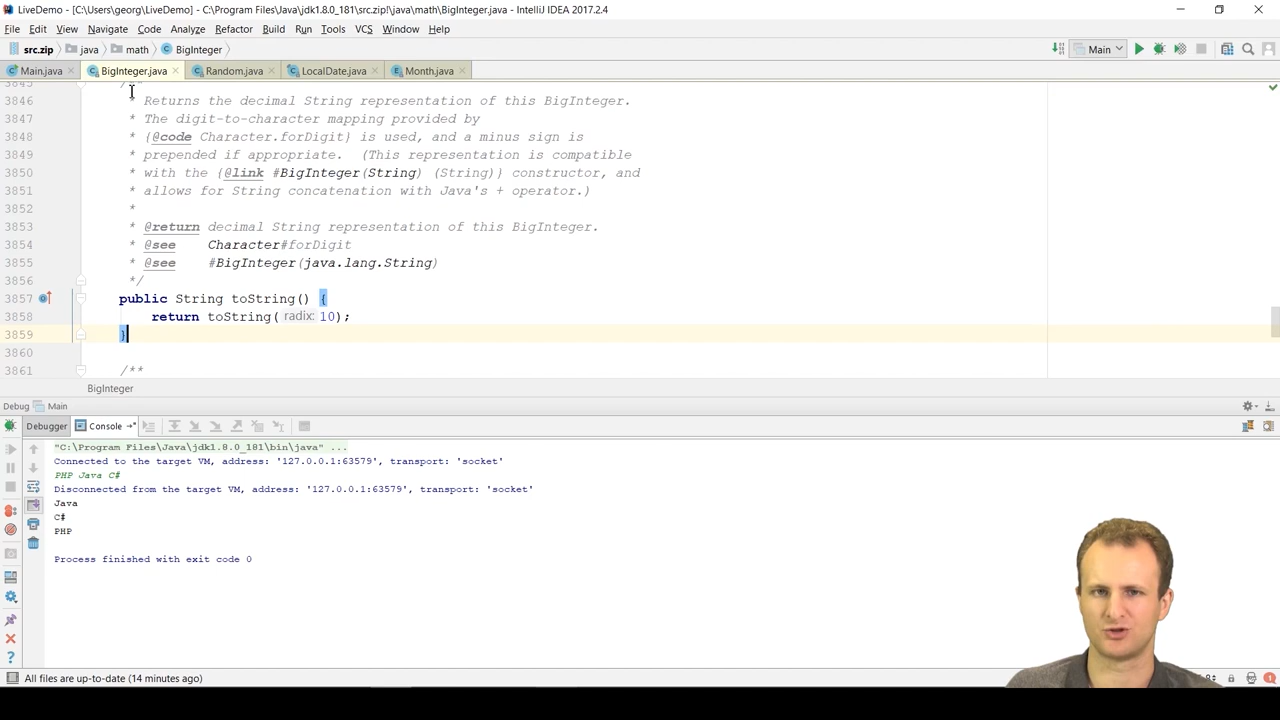 LiveDemo - [C:\Users\georg\LiveDemo] - C:\Program Files\Java\jdk1.8.0_181\src.zip!\java\math\BigInteger.java - IntelliJ IDEA 2017.2.4
File Edit View Navigate Code Analyze Refactor Build Run Tools VCS Window Help
src.zip java math BigInteger Main
Main.java BigInteger.java Random.java LocalDate.java Month.java
3845 /**
3846 * Returns the decimal String representation of this BigInteger.
3847 * The digit-to-character mapping provided by
3848 * {@code Character.forDigit} is used, and a minus sign is
3849 * prepended if appropriate. (This representation is compatible
3850 * with the {@link #BigInteger(String) (String)} constructor, and
3851 * allows for String concatenation with Java's + operator.)
3852 *
3853 * @return decimal String representation of this BigInteger.
3854 * @see Character#forDigit
3855 * @see #BigInteger(java.lang.String)
3856 */
3857 public String toString() {
3858 return toString( radix: 10);
3859 }
3860
3861 /**
BigInteger
Debug Main
Debugger Console
"C:\Program Files\Java\jdk1.8.0_181\bin\java" ...
Connected to the target VM, address: '127.0.0.1:63579', transport: 'socket'
PHP Java C#
Disconnected from the target VM, address: '127.0.0.1:63579', transport: 'socket'
Java
C#
PHP
Process finished with exit code 0
All files are up-to-date (14 minutes ago)